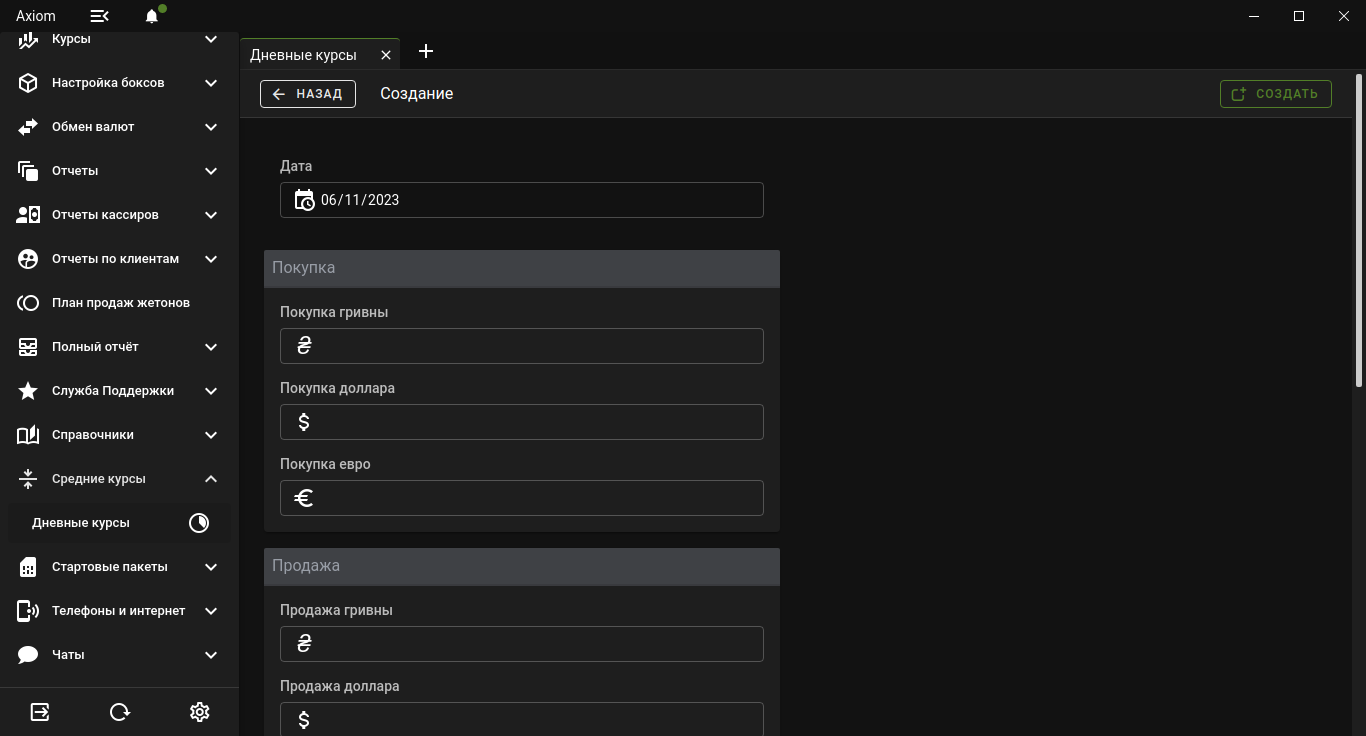 Axiom
Курсы
Настройка боксов
Обмен валют
Отчеты
Отчеты кассиров
Отчеты по клиентам
План продаж жетонов
Полный отчёт
Служба Поддержки
Справочники
Средние курсы
Дневные курсы
Стартовые пакеты
Телефоны и интернет
Чаты
Дневные курсы
НАЗАД
Создание
СОЗДАТЬ
Дата
06/11/2023
Покупка
Покупка гривны
₴
Покупка доллара
$
Покупка евро
€
Продажа
Продажа гривны
₴
Продажа доллара
$